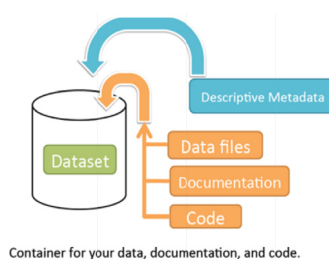 Descriptive Metadata
Dataset
Data files
Documentation
Code
Container for your data, documentation, and code.